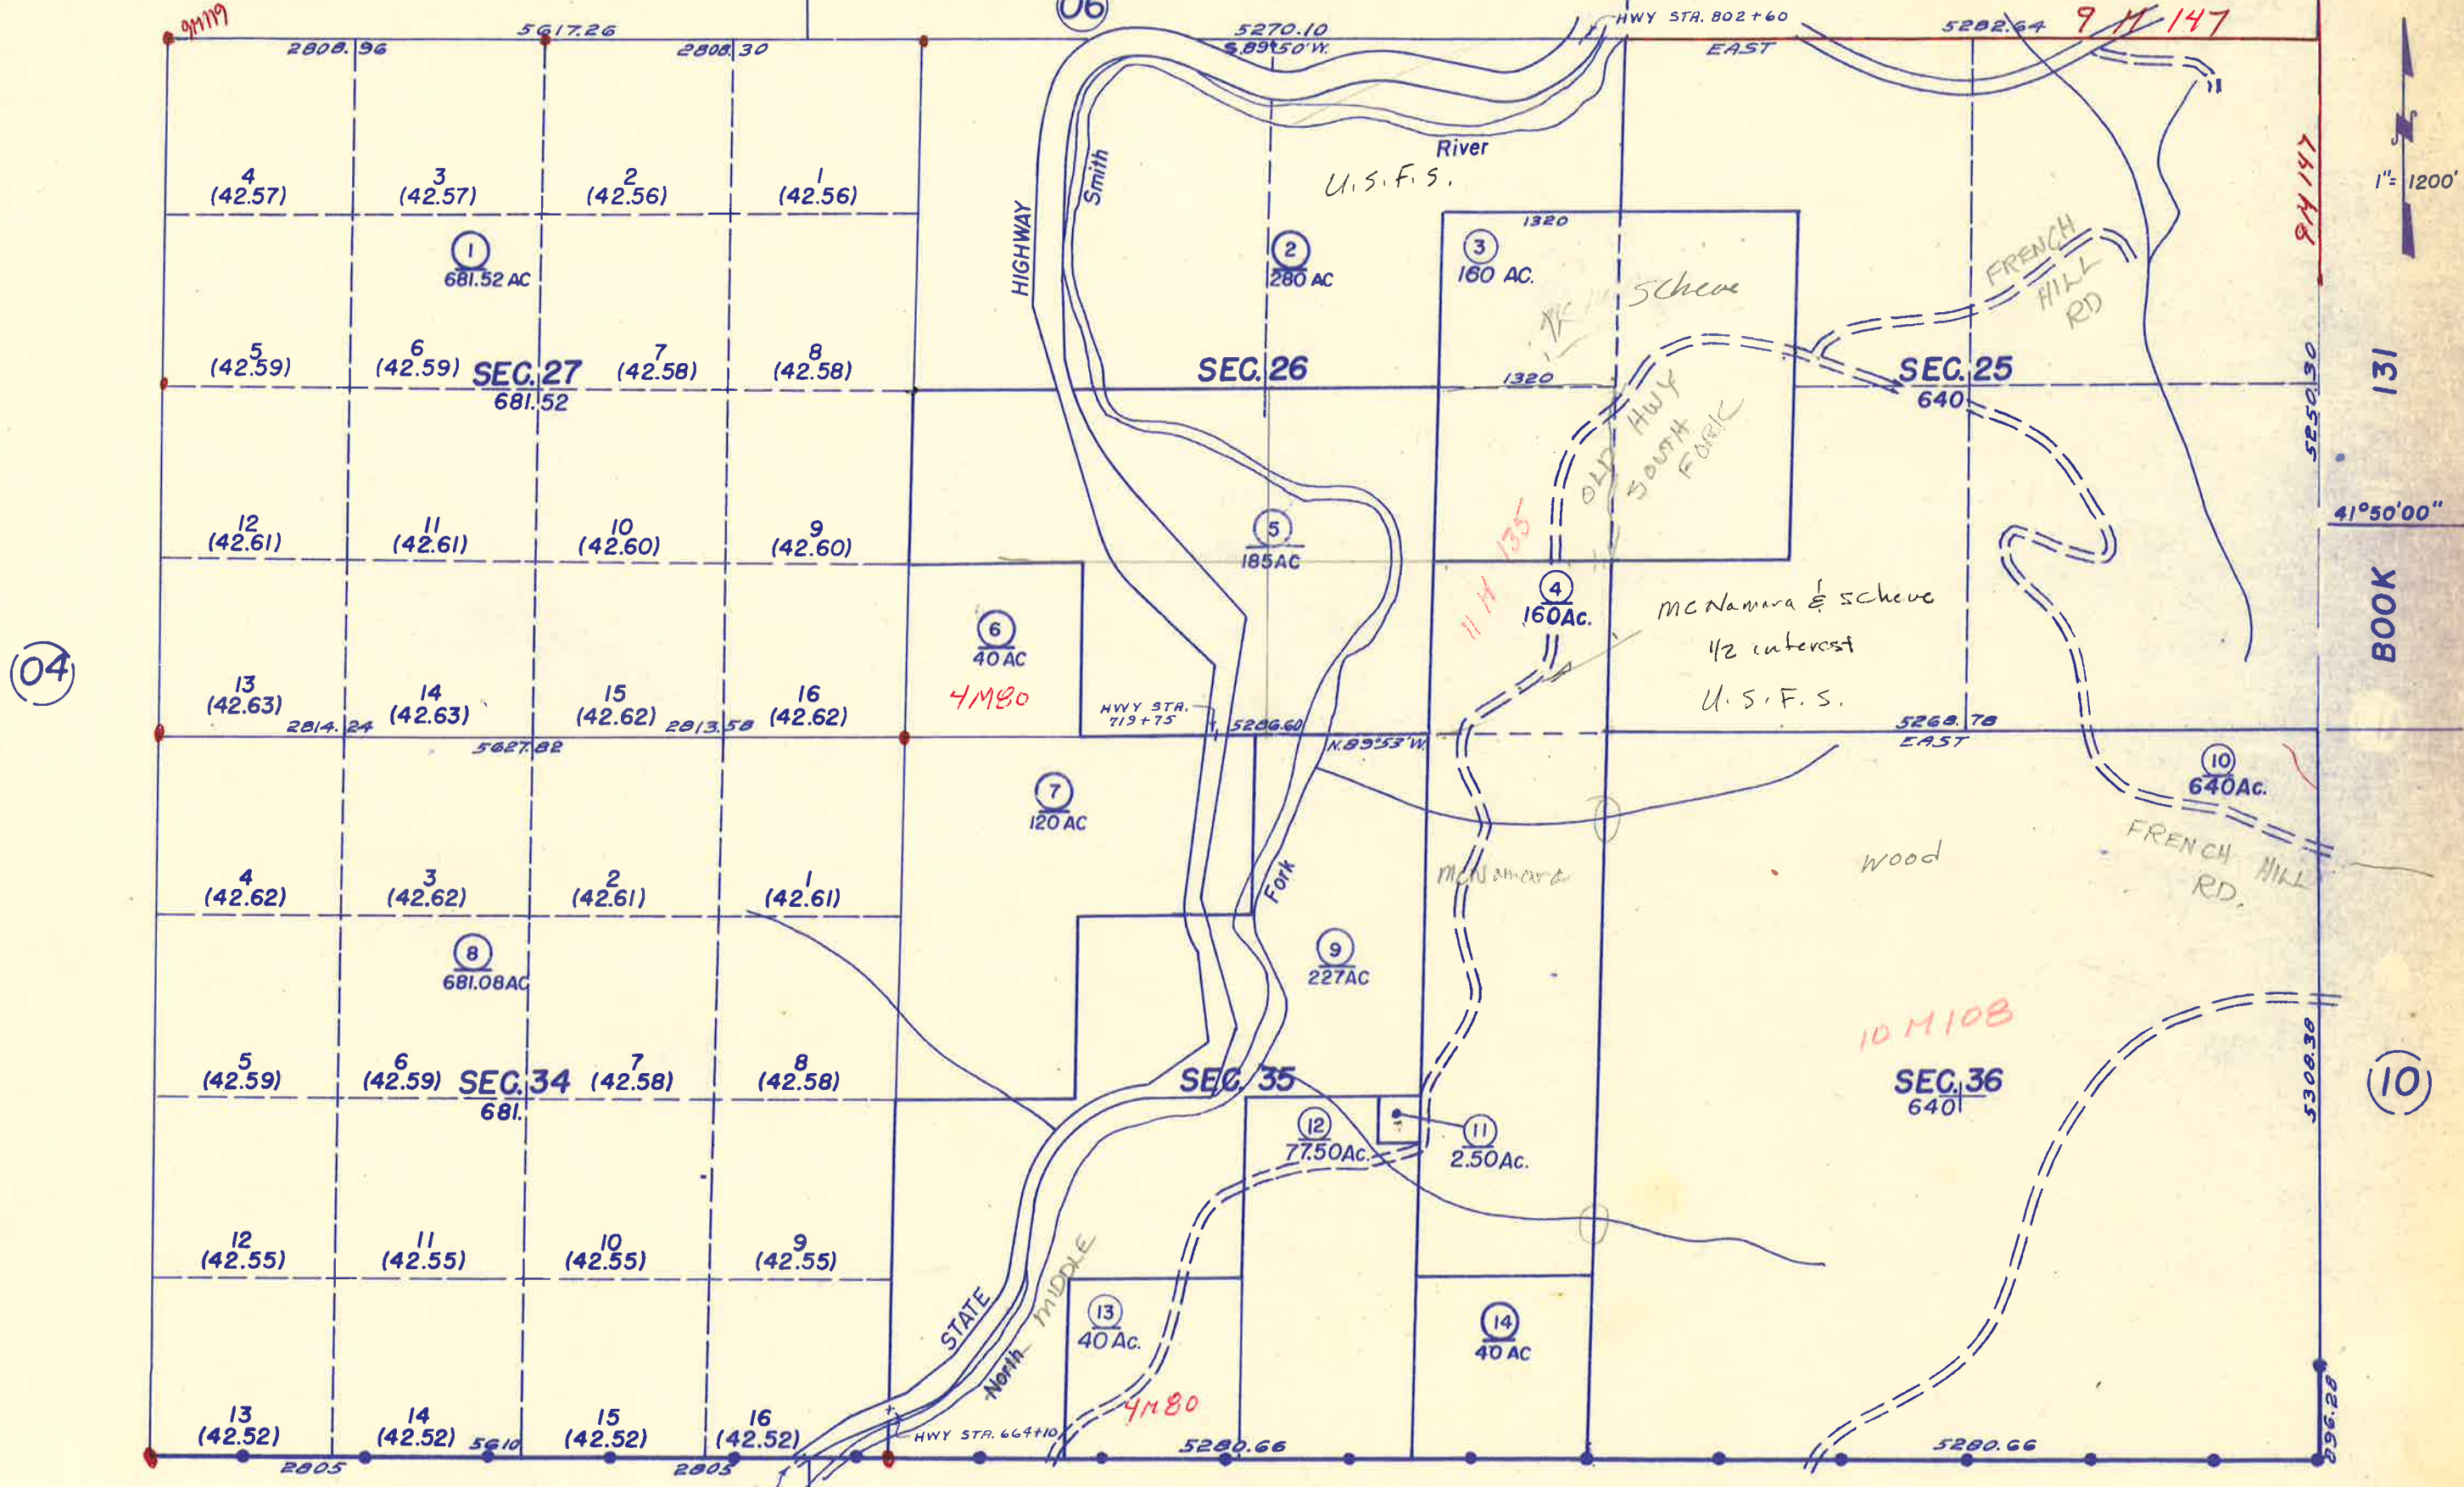 9M119
06
5617.26
2808.96
2808.30
5270.10
S.89°50'W.
HWY STA. 802+60
EAST
5282.64
9 M 147
4
(42.57)
3
(42.57)
2
(42.56)
1
(42.56)
HIGHWAY
Smith
River
U.S.F.S.
9M 147
1"= 1200'
1
681.52 AC
2
280 AC
1320
3
160 AC.
Scheve
FRENCH
HILL
RD
5
(42.59)
6
(42.59)
SEC. 27
681.52
7
(42.58)
8
(42.58)
SEC. 26
1320
SEC. 25
640
5250.30
BOOK 131
OLD HWY
SOUTH
FORK
12
(42.61)
11
(42.61)
10
(42.60)
9
(42.60)
5
185AC
11 M 135
41°50'00"
4
160Ac.
McNamara & Scheve
1/2 interest
U.S.F.S.
6
40 AC
4M80
04
13
(42.63)
14
(42.63)
15
(42.62)
16
(42.62)
2814.24
2813.58
5627.82
HWY STA.
719+75
5286.60
N.89°53'W.
5268.78
EAST
10
640Ac.
7
120 AC
FRENCH HILL
RD.
4
(42.62)
3
(42.62)
2
(42.61)
1
(42.61)
Fork
McNamara
Wood
8
681.08AC
9
227AC
10 M 108
5
(42.59)
6
(42.59)
SEC. 34
681.
7
(42.58)
8
(42.58)
SEC. 35
SEC. 36
640
5308.38
10
12
77.50Ac.
11
2.50Ac.
12
(42.55)
11
(42.55)
10
(42.55)
9
(42.55)
STATE
North
MIDDLE
13
40 Ac.
14
40 AC
4M80
13
(42.52)
14
(42.52)
15
(42.52)
16
(42.52)
5610
2805
2805
HWY STA. 664+10
5280.66
5280.66
896.28